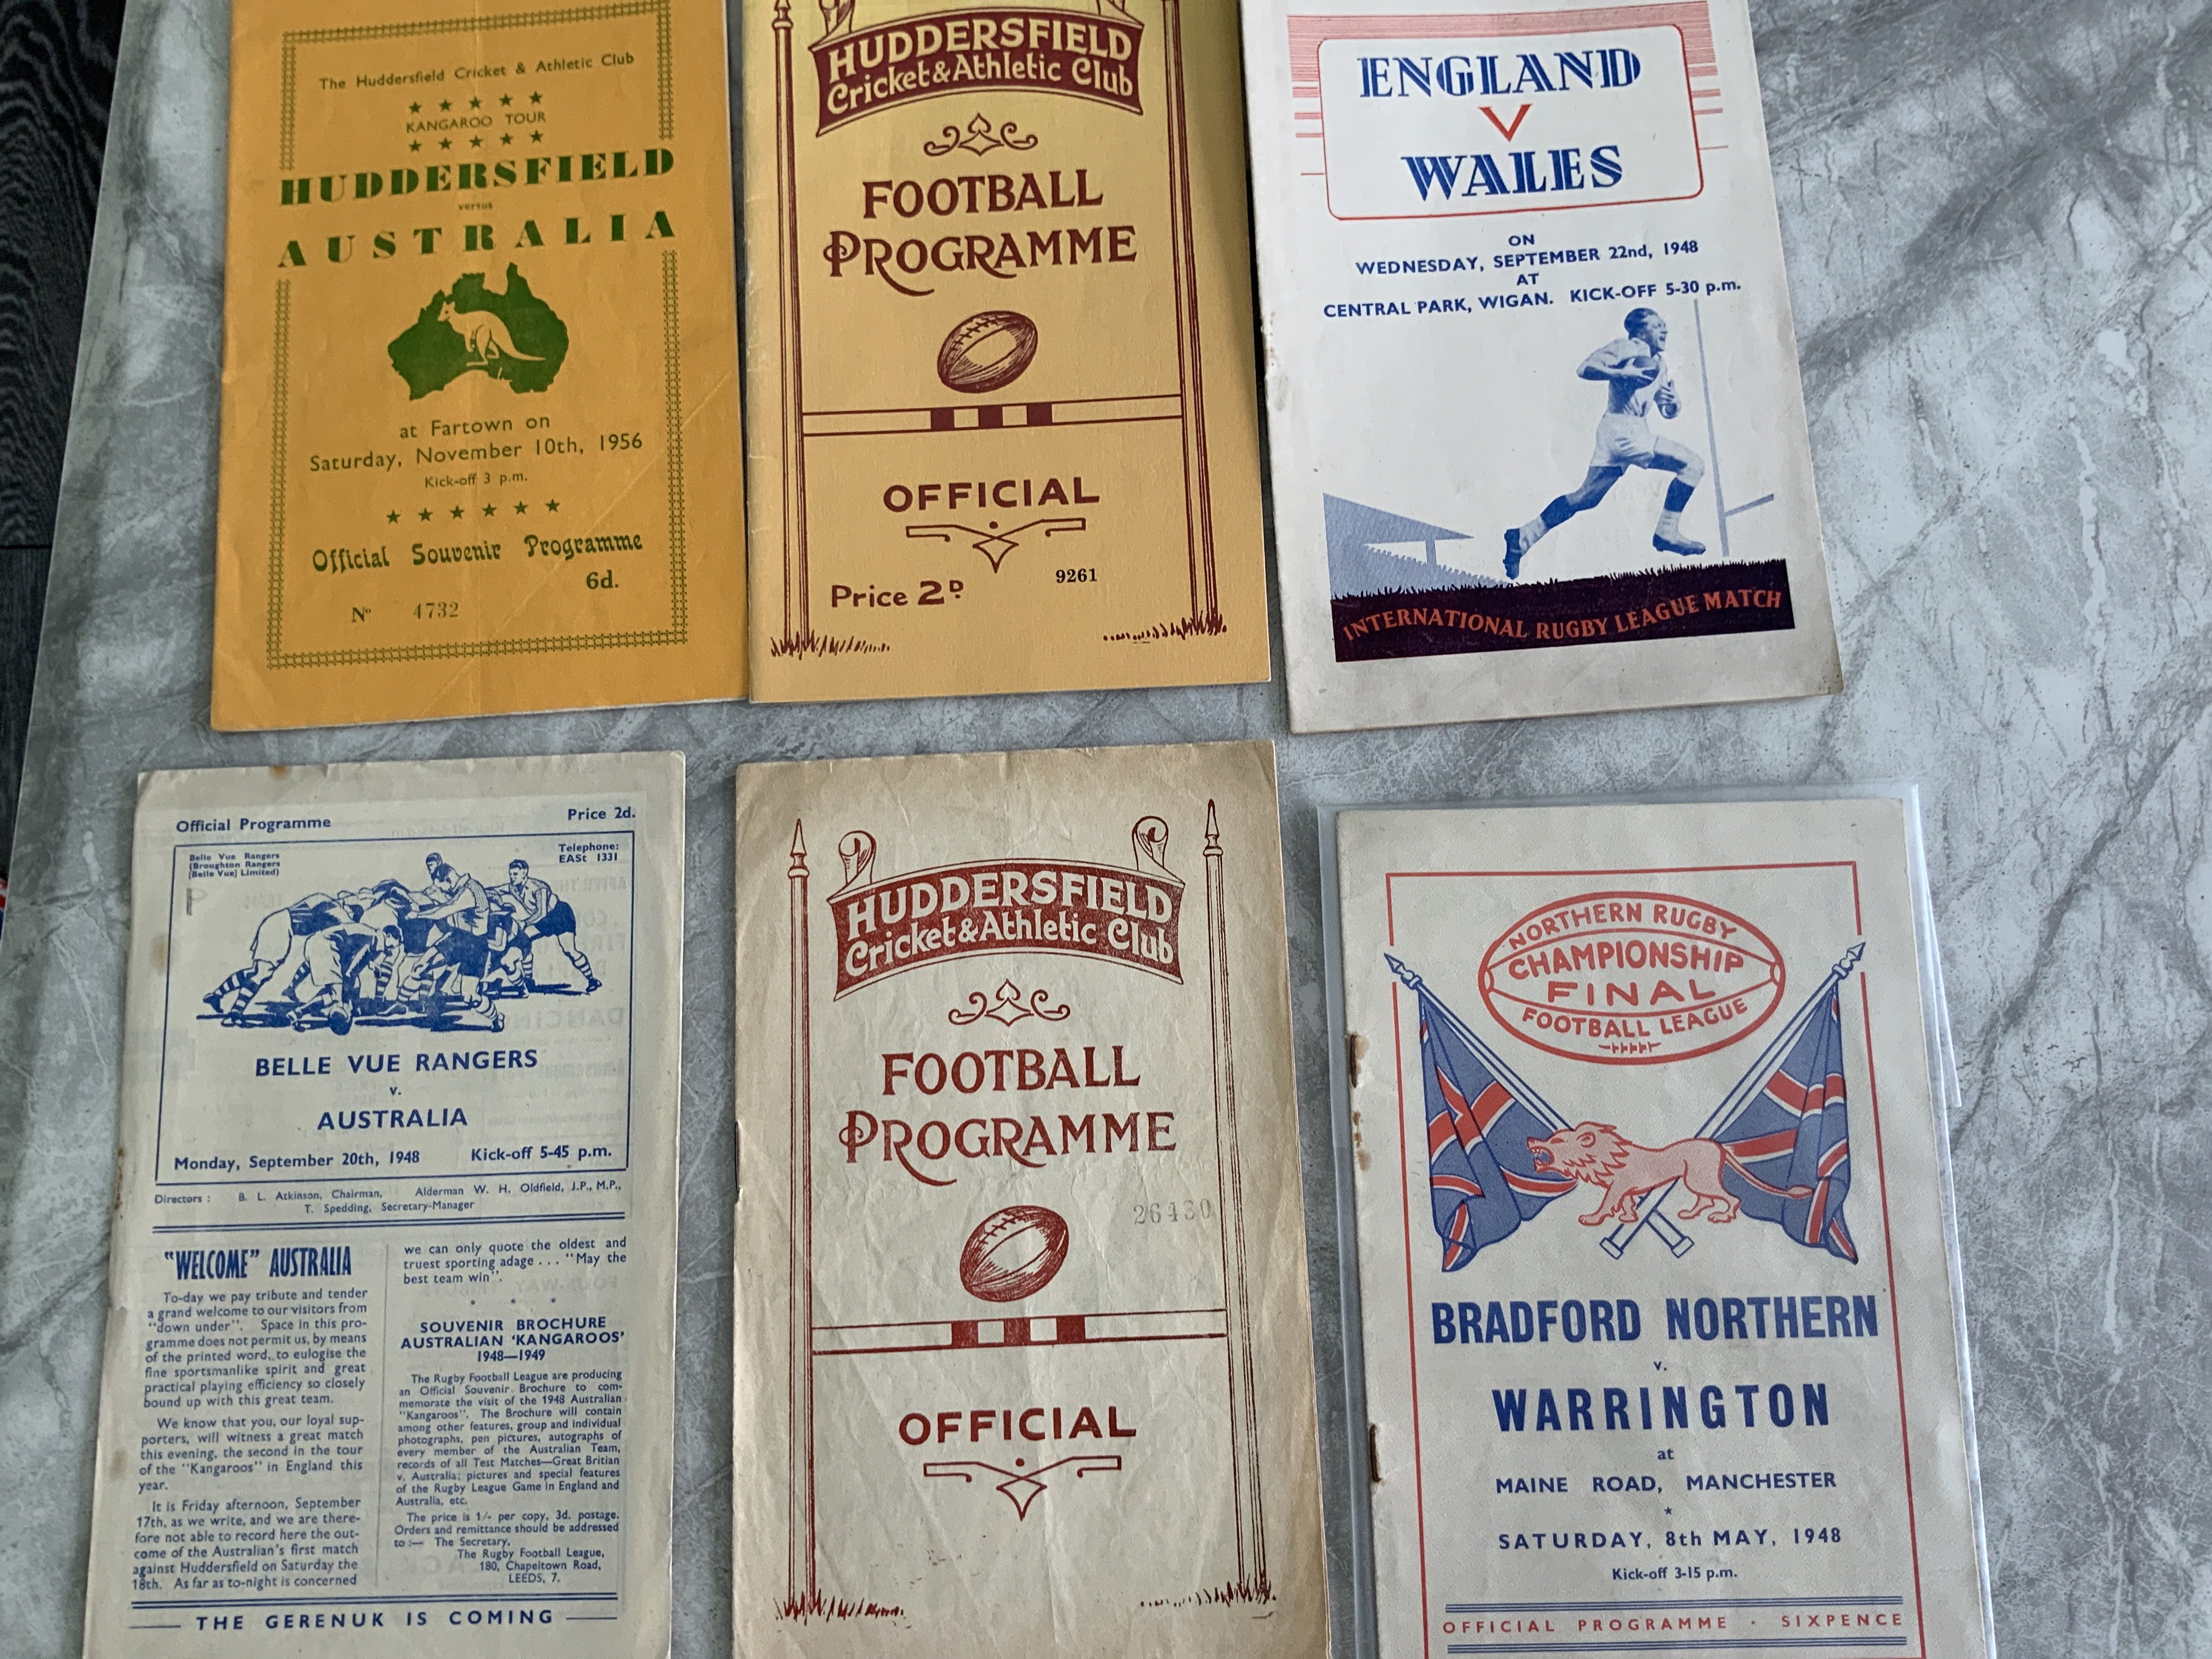 The Huddersfield Cricket & Athletic Club
KANGAROO TOUR
HUDDERSFIELD
versus
AUSTRALIA
at Fartown on
Saturday, November 10th, 1956
Kick-off 3 p.m.
Official Souvenir Programme
6d.
No 4732
HUDDERSFIELD
Cricket & Athletic Club
FOOTBALL
PROGRAMME
OFFICIAL
Price 2D. 9261
ENGLAND
V
WALES
ON
WEDNESDAY, SEPTEMBER 22nd, 1948
AT
CENTRAL PARK, WIGAN. KICK-OFF 5-30 p.m.
INTERNATIONAL RUGBY LEAGUE MATCH
Official Programme Price 2d.
Belle Vue Rangers
(Broughton Rangers
(Belle Vue) Limited)
Telephone:
EASt 1331
BELLE VUE RANGERS
v.
AUSTRALIA
Monday, September 20th, 1948 Kick-off 5-45 p.m.
Directors : B. L. Atkinson, Chairman, Alderman W. H. Oldfield, J.P., M.P.,
T. Spedding, Secretary-Manager
"WELCOME" AUSTRALIA
To-day we pay tribute and tender
a grand welcome to our visitors from
"down under". Space in this pro-
gramme does not permit us, by means
of the printed word, to eulogise the
fine sportsmanlike spirit and great
practical playing efficiency so closely
bound up with this great team.
We know that you, our loyal sup-
porters, will witness a great match
this evening, the second in the tour
of the "Kangaroos" in England this
year.
It is Friday afternoon, September
17th, as we write, and we are there-
fore not able to record here the out-
come of the Australian's first match
against Huddersfield on Saturday the
18th. As far as to-night is concerned
we can only quote the oldest and
truest sporting adage . . . "May the
best team win".
SOUVENIR BROCHURE
AUSTRALIAN 'KANGAROOS'
1948—1949
The Rugby Football League are producing
an Official Souvenir Brochure to com-
memorate the visit of the 1948 Australian
"Kangaroos". The Brochure will contain
among other features, group and individual
photographs, pen pictures, autographs of
every member of the Australian Team,
records of all Test Matches—Great Britian
v. Australia; pictures and special features
of the Rugby League Game in England and
Australia, etc.
The price is 1/- per copy, 3d. postage.
Orders and remittance should be addressed
to :— The Secretary,
The Rugby Football League,
180, Chapeltown Road,
LEEDS, 7.
THE GERENUK IS COMING
HUDDERSFIELD
Cricket & Athletic Club
FOOTBALL
PROGRAMME
26430
OFFICIAL
NORTHERN RUGBY
CHAMPIONSHIP
FINAL
FOOTBALL LEAGUE
BRADFORD NORTHERN
v.
WARRINGTON
at
MAINE ROAD, MANCHESTER
SATURDAY, 8th MAY, 1948
Kick-off 3-15 p.m.
OFFICIAL PROGRAMME · SIXPENCE